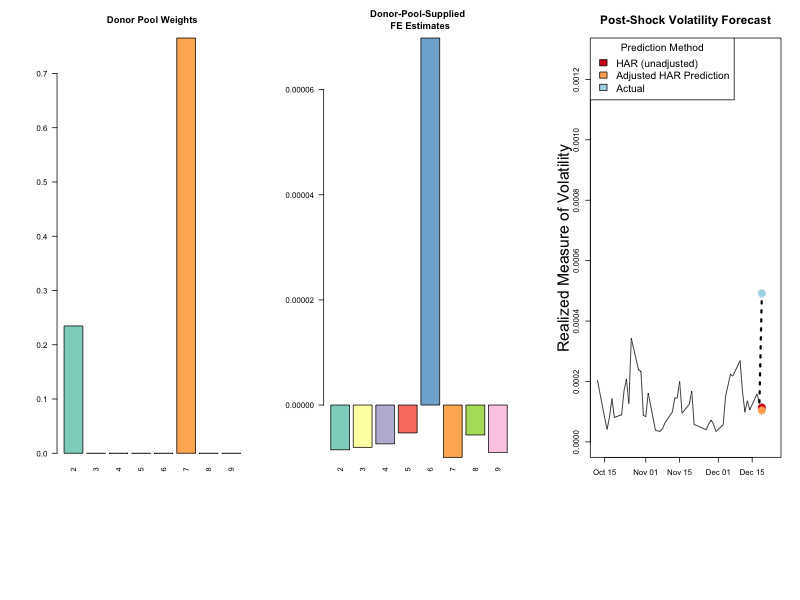 Donor Pool Weights
0.7
0.6
0.5
0.4
0.3
0.2
0.1
0.0
2 3 4 5 6 7 8 9
Donor-Pool-Supplied
FE Estimates
0.00006
0.00004
0.00002
0.00000
2 3 4 5 6 7 8 9
Post-Shock Volatility Forecast
Prediction Method
HAR (unadjusted)
Adjusted HAR Prediction
Actual
Realized Measure of Volatility
0.0012
0.0010
0.0008
0.0006
0.0004
0.0002
0.0000
Oct 15 Nov 01 Nov 15 Dec 01 Dec 15